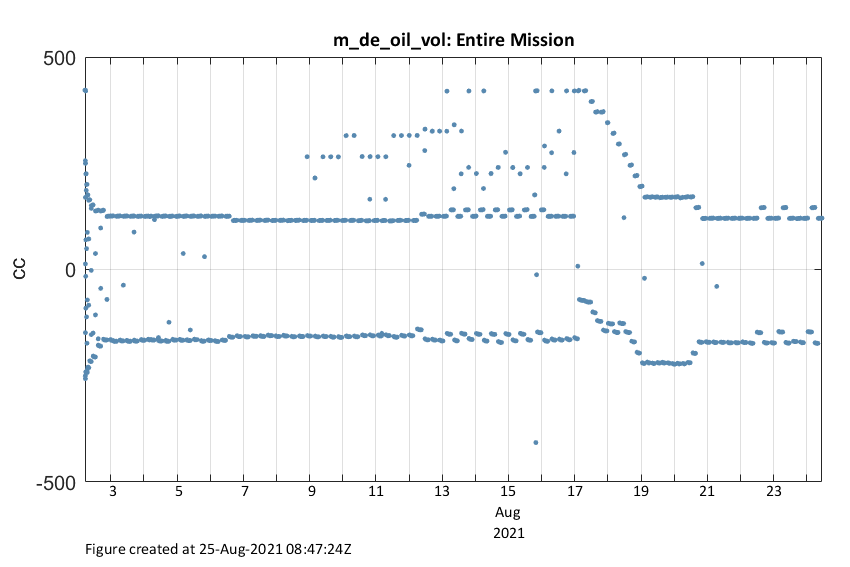 m_de_oil_vol: Entire Mission
500
0
-500
CC
3 5 7 9 11 13 15 17 19 21 23
Aug
2021
Figure created at 25-Aug-2021 08:47:24Z